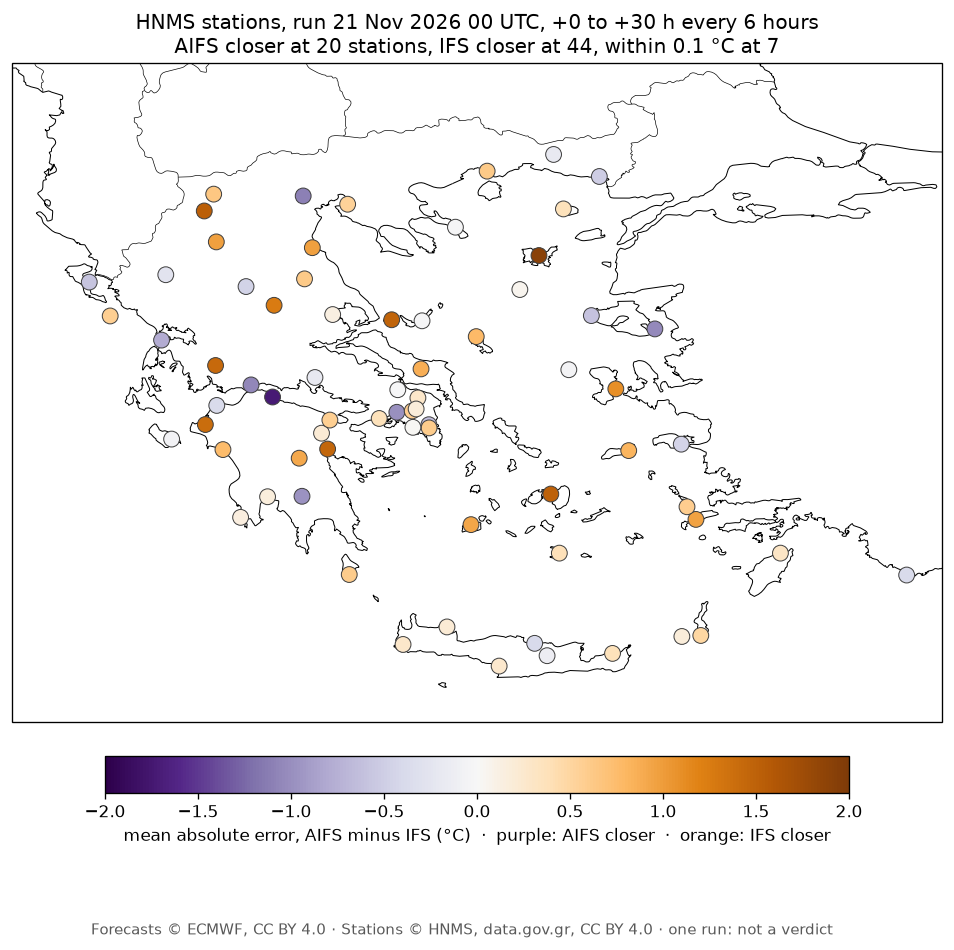 HNMS stations, run 21 Nov 2026 00 UTC, +0 to +30 h every 6 hours
AIFS closer at 20 stations, IFS closer at 44, within 0.1 °C at 7
−2.0 −1.5 −1.0 −0.5 0.0 0.5 1.0 1.5 2.0
mean absolute error, AIFS minus IFS (°C) · purple: AIFS closer · orange: IFS closer
Forecasts © ECMWF, CC BY 4.0 · Stations © HNMS, data.gov.gr, CC BY 4.0 · one run: not a verdict